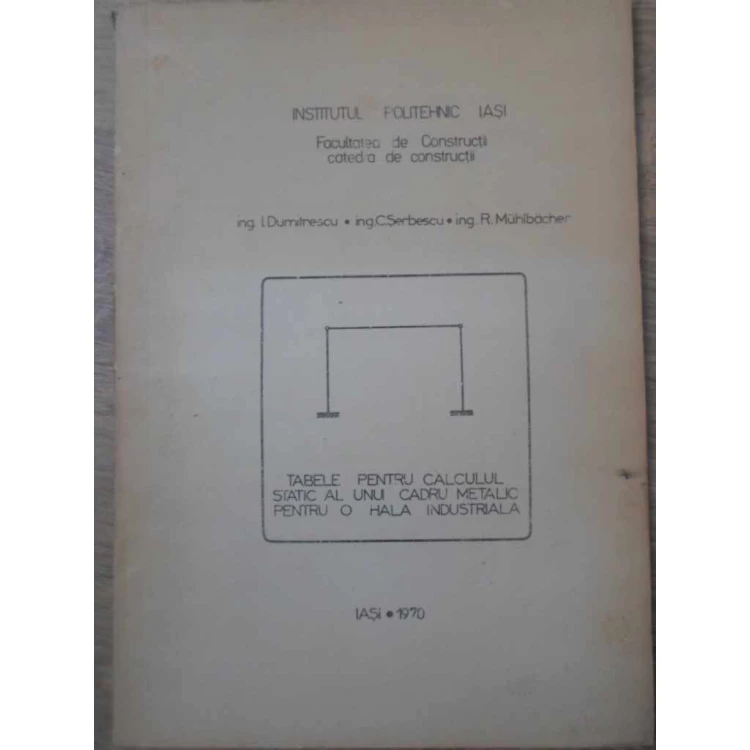 INSTITUTUL POLITEHNIC IAȘI
Facultatea de Construcții
catedra de construcții
ing. I.Dumitrescu • ing.C.Șerbescu • ing. R. Mühlbächer
TABELE PENTRU CALCULUL
STATIC AL UNUI CADRU METALIC
PENTRU O HALA INDUSTRIALA
IAȘI • 1970